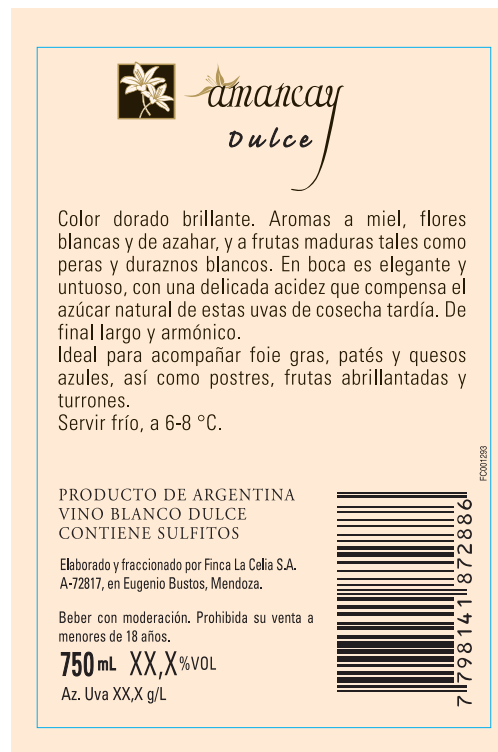 amancay
Dulce
Color dorado brillante. Aromas a miel, flores
blancas y de azahar, y a frutas maduras tales como
peras y duraznos blancos. En boca es elegante y
untuoso, con una delicada acidez que compensa el
azúcar natural de estas uvas de cosecha tardía. De
final largo y armónico.
Ideal para acompañar foie gras, patés y quesos
azules, así como postres, frutas abrillantadas y
turrones.
Servir frío, a 6-8 °C.
PRODUCTO DE ARGENTINA
VINO BLANCO DULCE
CONTIENE SULFITOS
Elaborado y fraccionado por Finca La Celia S.A.
A-72817, en Eugenio Bustos, Mendoza.
Beber con moderación. Prohibida su venta a
menores de 18 años.
750 mL XX,X %VOL
Az. Uva XX,X g/L
FC001293
7 798141 872886